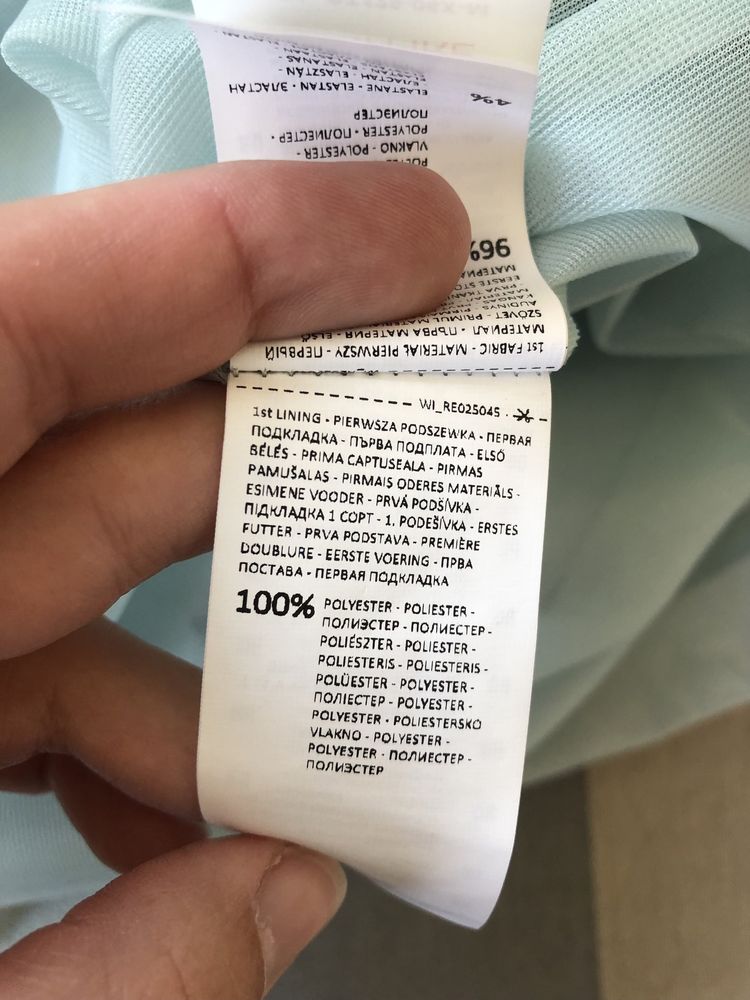 ELASTANE - ELASTAN - ЭЛАСТАН
4%
POLYESTER - ПОЛИЕСТЕР -
VLAKNO - POLYESTER -
ПОЛИЭСТЕР
96%
1st FABRIC - MATERIAŁ PIERWSZY - ПЕРВЫЙ
МАТЕРИАЛ - ПЪРВА МАТЕРИЯ - ELSŐ
SZÖVET - PRIMUL
WI_RE025045
1st LINING - PIERWSZA PODSZEWKA - ПЕРВАЯ
ПОДКЛАДКА - ПЪРВА ПОДПЛАТА - ELSŐ
BÉLÉS - PRIMA CAPTUSEALA - PIRMAS
PAMUŠALAS - PIRMAIS ODERES MATERIĀLS -
ESIMENE VOODER - PRVÁ PODŠÍVKA -
ПІДКЛАДКА 1 СОРТ - 1. PODEŠÍVKA - ERSTES
FUTTER - PRVA PODSTAVA - PREMIÈRE
DOUBLURE - EERSTE VOERING - ПРВА
ПОСТАВА - ПЕРВАЯ ПОДКЛАДКА
100% POLYESTER - POLIESTER -
ПОЛИЭСТЕР - ПОЛИЕСТЕР -
POLIÉSZTER - POLIESTER -
POLIESTERIS - POLIESTERIS -
POLÜESTER - POLYESTER -
ПОЛІЕСТЕР - POLYESTER -
POLYESTER - POLIESTERSKO
VLAKNO - POLYESTER -
POLYESTER - ПОЛИЕСТЕР -
ПОЛИЭСТЕР